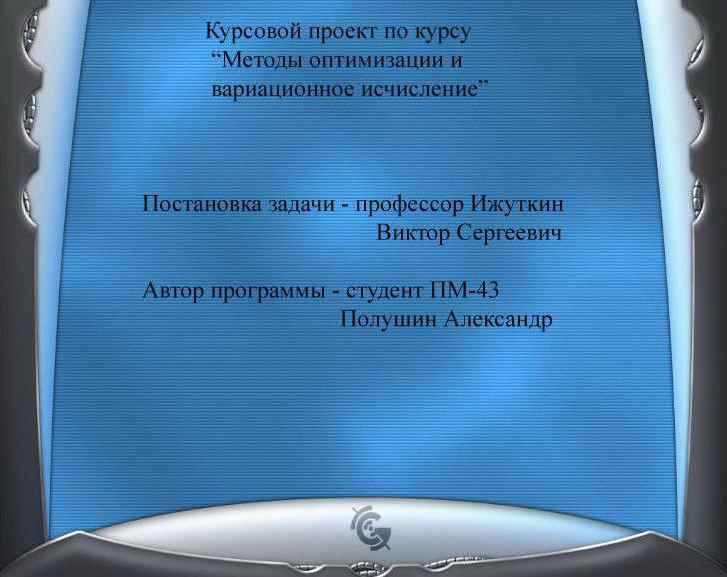 Курсовой проект по курсу
“Методы оптимизации и
вариационное исчисление”
Постановка задачи - профессор Ижуткин
Виктор Сергеевич
Автор программы - студент ПМ-43
Полушин Александр